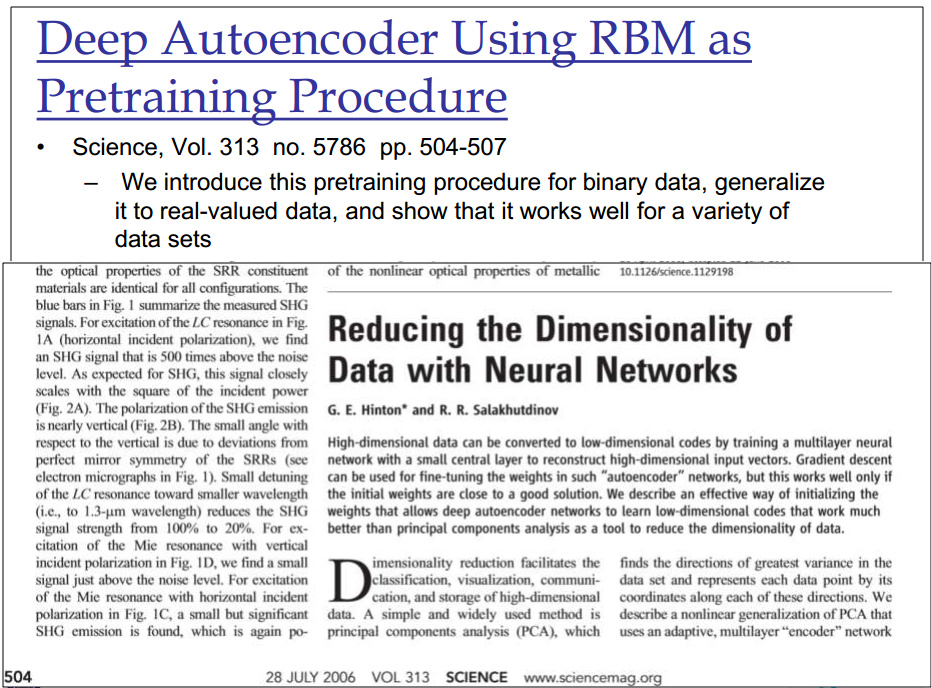 Deep Autoencoder Using RBM as
Pretraining Procedure
• Science, Vol. 313 no. 5786 pp. 504-507
– We introduce this pretraining procedure for binary data, generalize
it to real-valued data, and show that it works well for a variety of
data sets
the optical properties of the SRR constituent
materials are identical for all configurations. The
blue bars in Fig. 1 summarize the measured SHG
signals. For excitation of the LC resonance in Fig.
1A (horizontal incident polarization), we find
an SHG signal that is 500 times above the noise
level. As expected for SHG, this signal closely
scales with the square of the incident power
(Fig. 2A). The polarization of the SHG emission
is nearly vertical (Fig. 2B). The small angle with
respect to the vertical is due to deviations from
perfect mirror symmetry of the SRRs (see
electron micrographs in Fig. 1). Small detuning
of the LC resonance toward smaller wavelength
(i.e., to 1.3-μm wavelength) reduces the SHG
signal strength from 100% to 20%. For ex-
citation of the Mie resonance with vertical
incident polarization in Fig. 1D, we find a small
signal just above the noise level. For excitation
of the Mie resonance with horizontal incident
polarization in Fig. 1C, a small but significant
SHG emission is found, which is again po-
of the nonlinear optical properties of metallic
10.1126/science.1129198
Reducing the Dimensionality of
Data with Neural Networks
G. E. Hinton* and R. R. Salakhutdinov
High-dimensional data can be converted to low-dimensional codes by training a multilayer neural
network with a small central layer to reconstruct high-dimensional input vectors. Gradient descent
can be used for fine-tuning the weights in such "autoencoder" networks, but this works well only if
the initial weights are close to a good solution. We describe an effective way of initializing the
weights that allows deep autoencoder networks to learn low-dimensional codes that work much
better than principal components analysis as a tool to reduce the dimensionality of data.
Dimensionality reduction facilitates the
classification, visualization, communi-
cation, and storage of high-dimensional
data. A simple and widely used method is
principal components analysis (PCA), which
finds the directions of greatest variance in the
data set and represents each data point by its
coordinates along each of these directions. We
describe a nonlinear generalization of PCA that
uses an adaptive, multilayer "encoder" network
504
28 JULY 2006 VOL 313 SCIENCE www.sciencemag.org